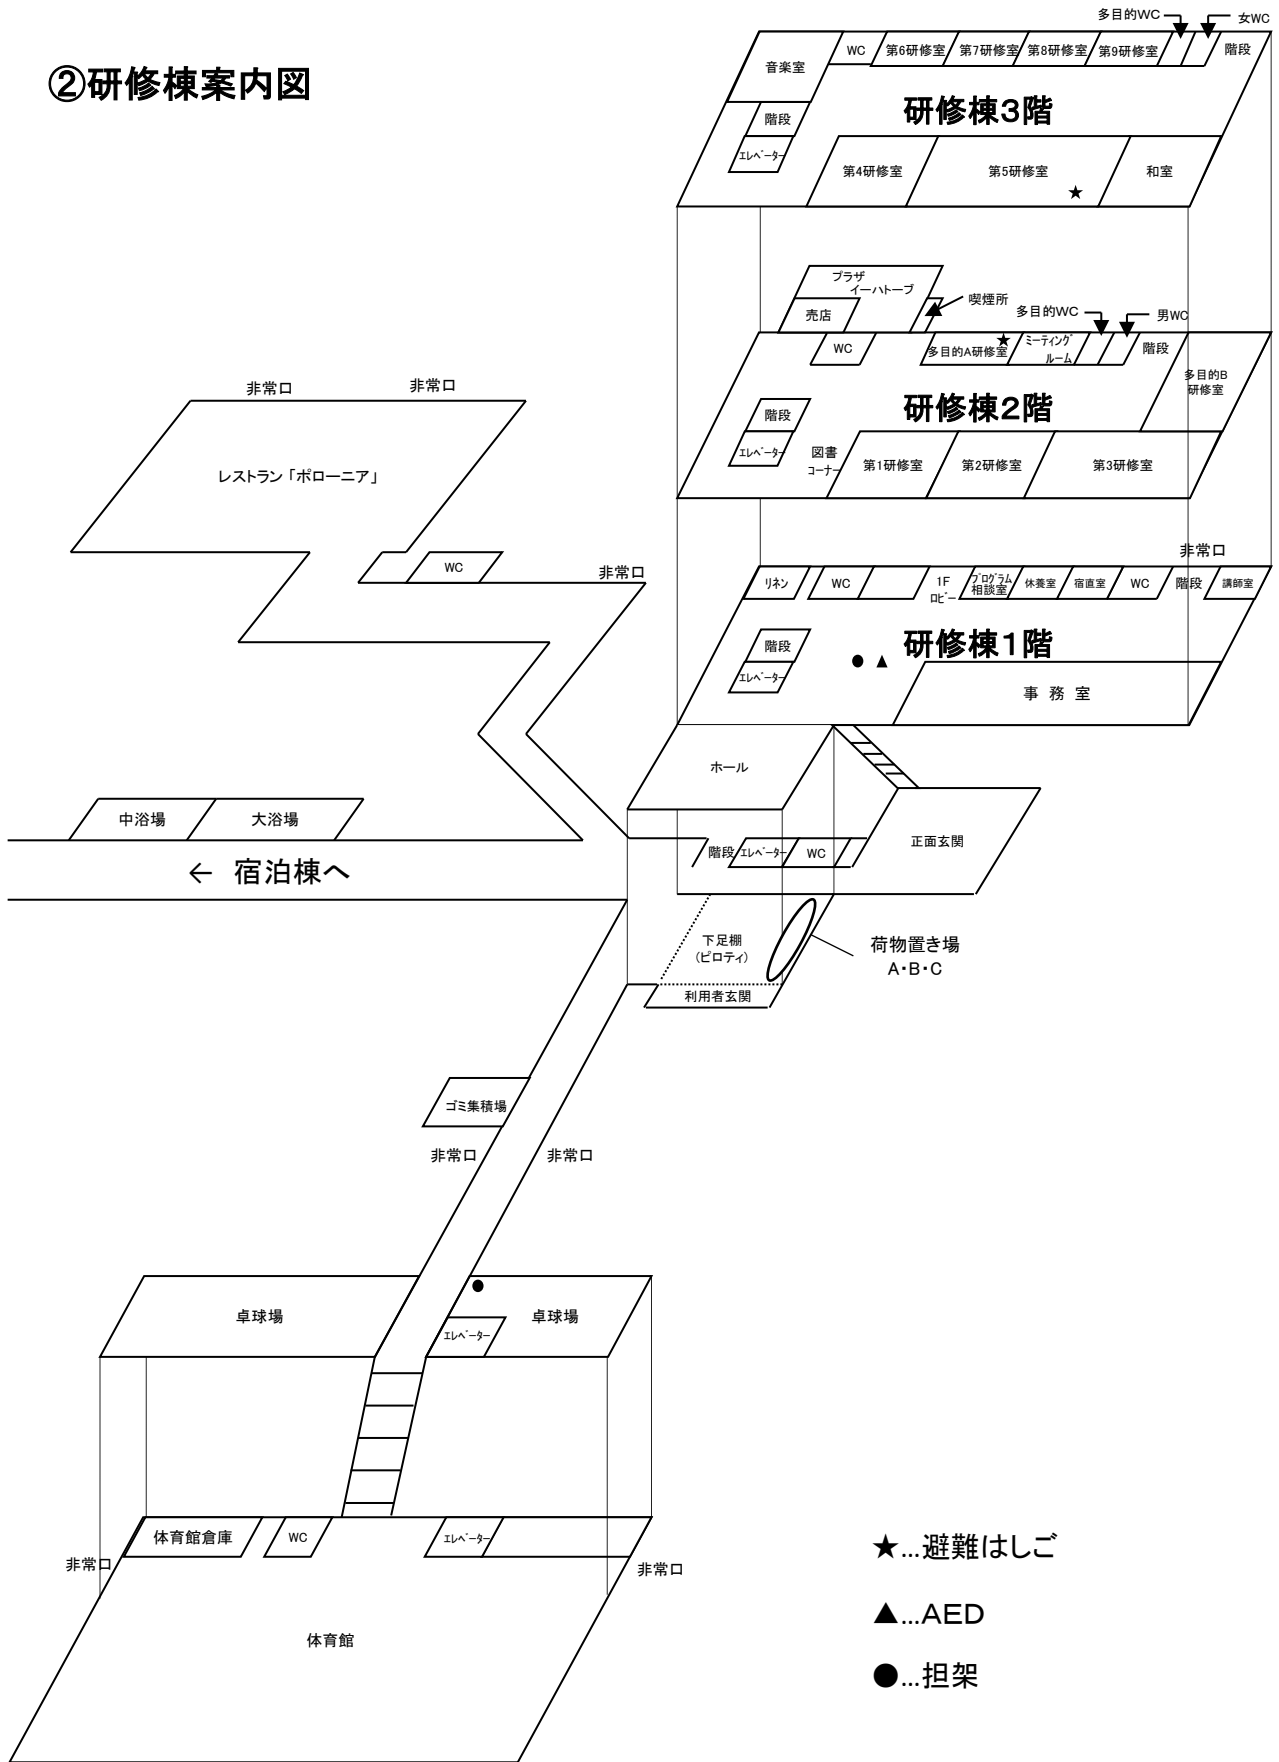 ②研修棟案内図
多目的WC
女WC
音楽室
WC
第6研修室
第7研修室
第8研修室
第9研修室
階段
研修棟3階
階段
エレベーター
第4研修室
第5研修室
★
和室
プラザ
イーハトーブ
売店
喫煙所
多目的WC
男WC
WC
多目的A研修室
★
ミーティング
ルーム
階段
多目的B
研修室
研修棟2階
階段
エレベーター
図書
コーナー
第1研修室
第2研修室
第3研修室
非常口
非常口
レストラン「ポローニア」
WC
非常口
非常口
リネン
WC
1F
ロビー
プログラム
相談室
休養室
宿直室
WC
階段
講師室
研修棟1階
階段
エレベーター
● ▲
事 務 室
ホール
正面玄関
階段
エレベーター
WC
中浴場
大浴場
← 宿泊棟へ
下足棚
(ピロティ)
荷物置き場
A・B・C
利用者玄関
ゴミ集積場
非常口
非常口
卓球場
●
エレベーター
卓球場
体育館倉庫
WC
エレベーター
非常口
非常口
体育館
★…避難はしご
▲…AED
●…担架